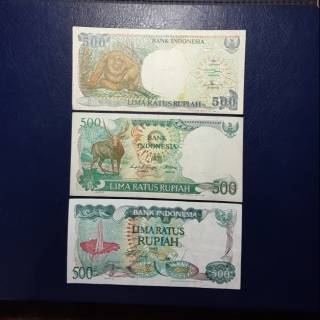 BANK INDONESIA
500
LIMA RATUS RUPIAH
500
500
BANK
INDONESIA
LIMA RATUS RUPIAH
500
BANK INDONESIA
LIMA RATUS
RUPIAH
500
500